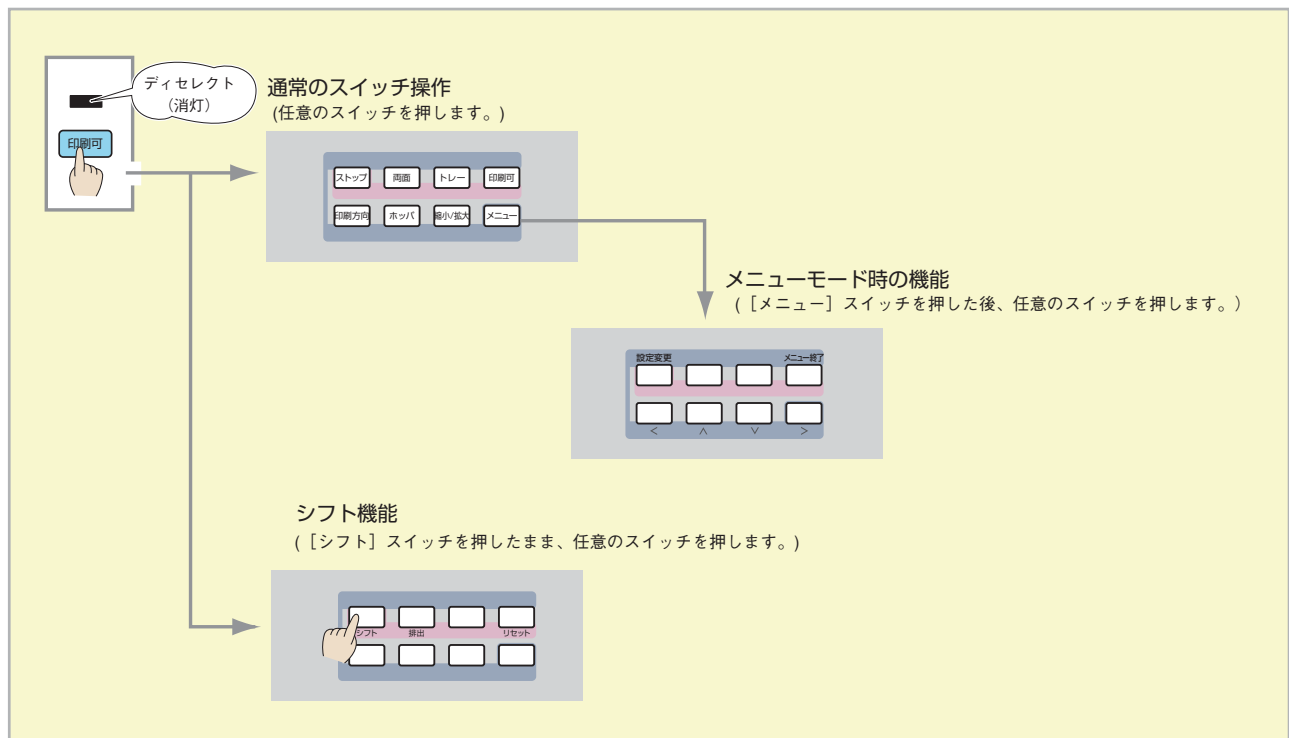 ディセレクト
（消灯）
印刷可
通常のスイッチ操作
(任意のスイッチを押します。)
ストップ 両面 トレー 印刷可
印刷方向 ホッパ 縮小/拡大 メニュー
メニューモード時の機能
(［メニュー］スイッチを押した後、任意のスイッチを押します。）
設定変更 メニュー終了
＜ ∧ ∨ ＞
シフト機能
(［シフト］スイッチを押したまま、任意のスイッチを押します。)
シフト 排出 リセット